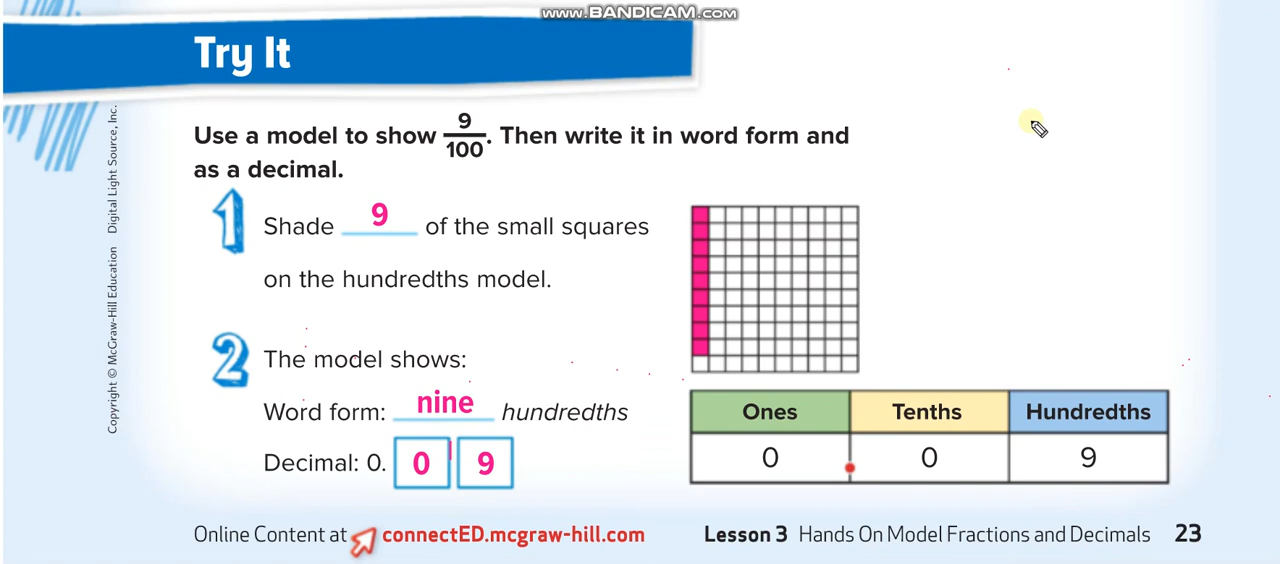 www.BANDICAM.com
Try It
Use a model to show 9/100. Then write it in word form and
as a decimal.
1 Shade 9 of the small squares
on the hundredths model.
2 The model shows:
Word form: nine hundredths
Decimal: 0. 0 9
Ones Tenths Hundredths
0 . 0 9
Copyright © McGraw-Hill Education Digital Light Source, Inc.
Online Content at connectED.mcgraw-hill.com
Lesson 3 Hands On Model Fractions and Decimals 23